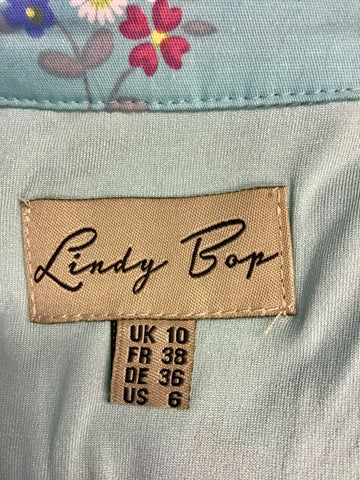 Lindy Bop
UK 10
FR 38
DE 36
US 6